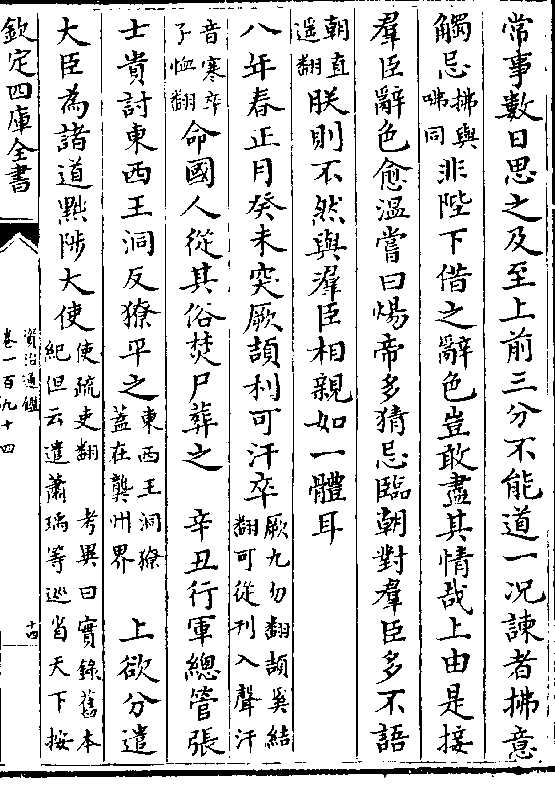 常事數日思之及至上前三分不能道一况諫者拂意
觸忌拂與咈同非陛下借之辭色豈敢盡其情哉上由是接
羣臣辭色愈温嘗曰煬帝多猜忌臨朝對羣臣多不語
朝直遥翻朕則不然與羣臣相親如一體耳
八年春正月癸未突厥頡利可汗卒厥九勿翻頡奚結翻可從刋入聲汗
音寒卒子恤翻命國人從其俗焚尸葬之　辛丑行軍總管張
士貴討東西王洞反獠平之東西王洞獠蓋在龔州界　上欲分遣
大臣為諸道黜陟大使使疏吏翻考異曰實錄舊本紀但云遣蕭瑀等巡省天下按
欽定四庫全書
資治通鑑
卷一百九十四
十四